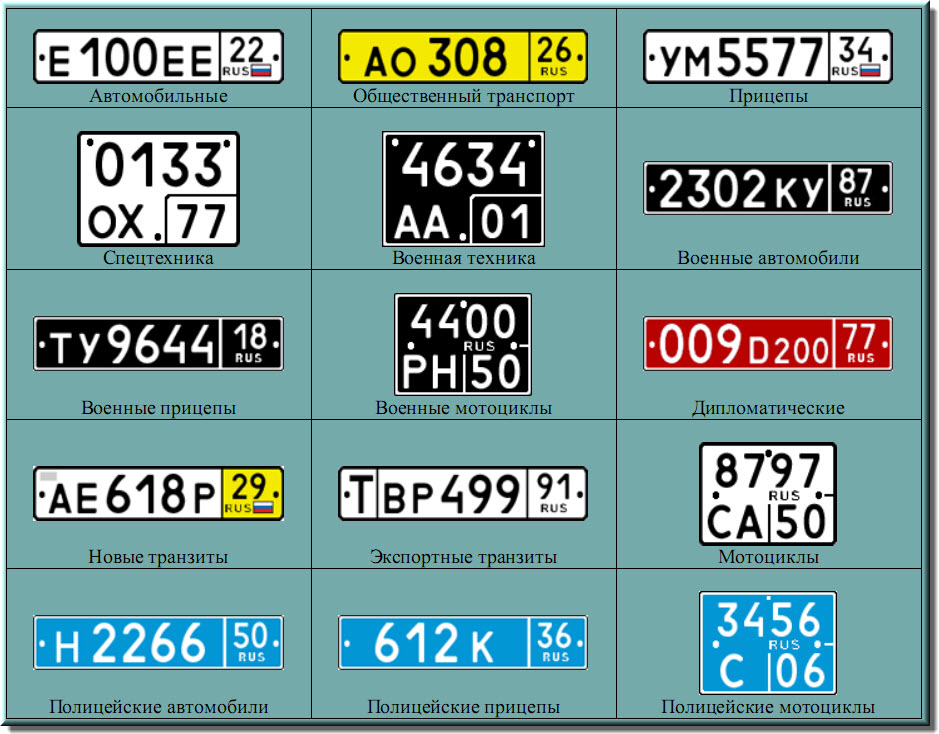 Е 100 ЕЕ 22 RUS
Автомобильные
АО 308 26 RUS
Общественный транспорт
УМ 5577 34 RUS
Прицепы
0133
ОХ 77
Спецтехника
4634
АА 01
Военная техника
2302 КУ 87 RUS
Военные автомобили
ТУ 9644 18 RUS
Военные прицепы
4400
RUS
РН 50
Военные мотоциклы
009 D 200 77 RUS
Дипломатические
АЕ 618 Р 29 RUS
Новые транзиты
Т ВР 499 91 RUS
Экспортные транзиты
8797
RUS
СА 50
Мотоциклы
Н 2266 50 RUS
Полицейские автомобили
612 К 36 RUS
Полицейские прицепы
3456
RUS
С 06
Полицейские мотоциклы